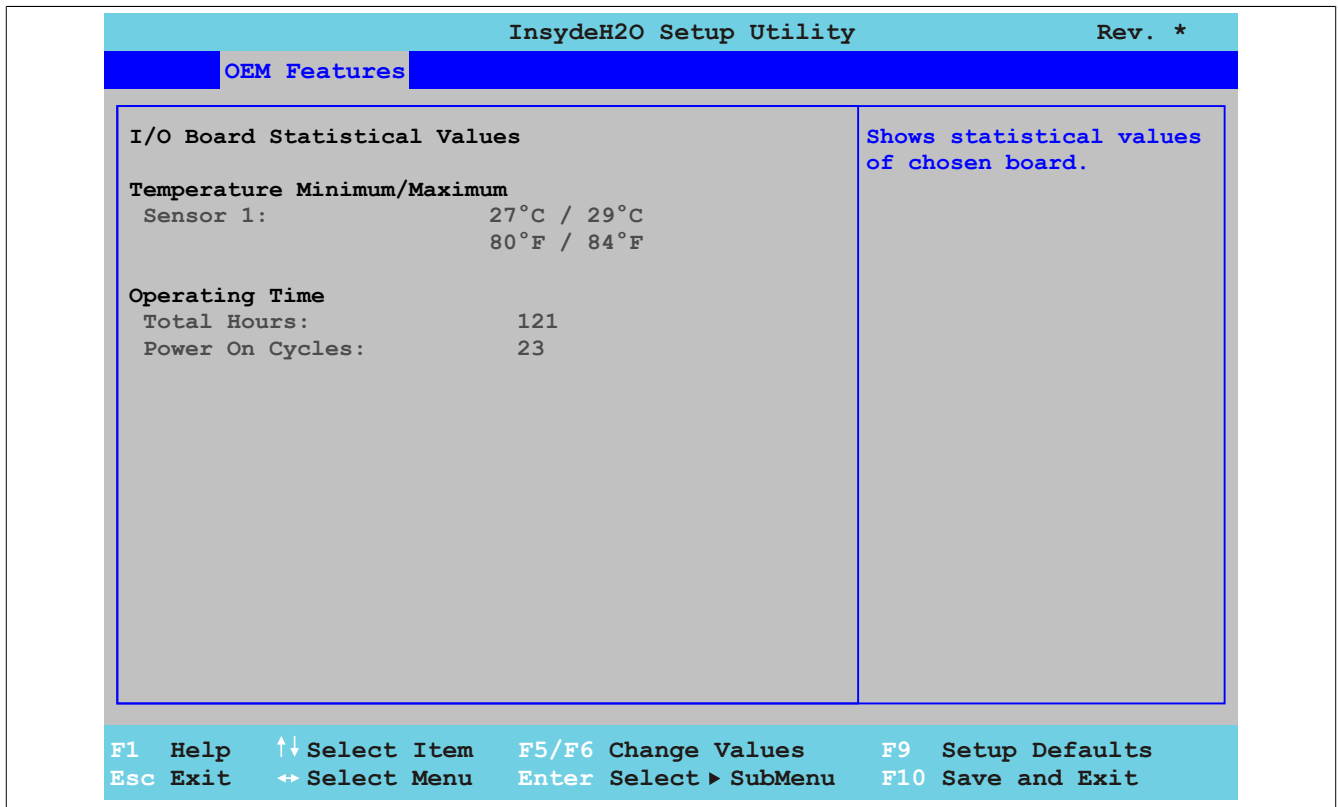 InsydeH2O Setup Utility Rev. *
OEM Features
I/O Board Statistical Values
Temperature Minimum/Maximum
Sensor 1: 27°C / 29°C
80°F / 84°F
Operating Time
Total Hours: 121
Power On Cycles: 23
Shows statistical values
of chosen board.
F1 Help ↑↓ Select Item F5/F6 Change Values F9 Setup Defaults
Esc Exit ↔ Select Menu Enter Select ▶ SubMenu F10 Save and Exit